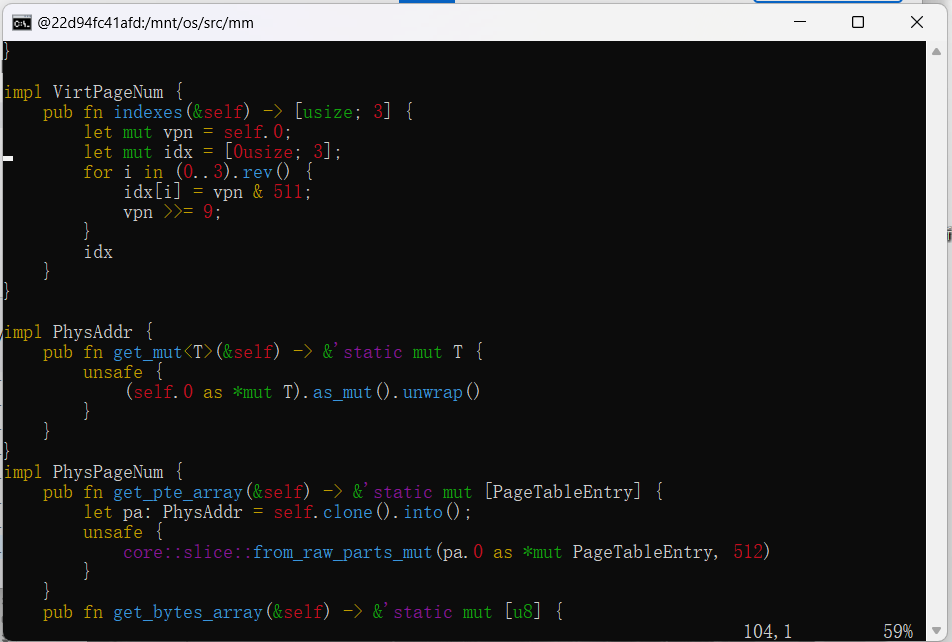 @22d94fc41afd:/mnt/os/src/mm
}
impl VirtPageNum {
    pub fn indexes(&self) -> [usize; 3] {
        let mut vpn = self.0;
        let mut idx = [0usize; 3];
        for i in (0..3).rev() {
            idx[i] = vpn & 511;
            vpn >>= 9;
        }
        idx
    }
}
impl PhysAddr {
    pub fn get_mut<T>(&self) -> &'static mut T {
        unsafe {
            (self.0 as *mut T).as_mut().unwrap()
        }
    }
}
impl PhysPageNum {
    pub fn get_pte_array(&self) -> &'static mut [PageTableEntry] {
        let pa: PhysAddr = self.clone().into();
        unsafe {
            core::slice::from_raw_parts_mut(pa.0 as *mut PageTableEntry, 512)
        }
    }
    pub fn get_bytes_array(&self) -> &'static mut [u8] {
104,1 59%